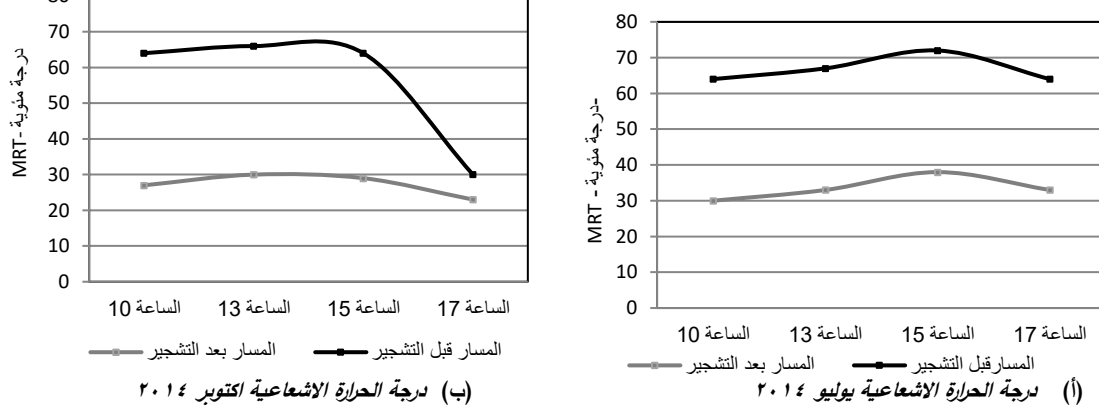 80
70
60
50
40
30
20
10
0
MRT -درجة مئوية
الساعة 10 الساعة 13 الساعة 15 الساعة 17
المسار بعد التشجير المسار قبل التشجير
(ب) درجة الحرارة الاشعاعية اكتوبر ٢٠١٤
80
70
60
50
40
30
20
10
0
MRT - درجة مئوية-
الساعة 10 الساعة 13 الساعة 15 الساعة 17
المسار بعد التشجير المسارقبل التشجير
(أ) درجة الحرارة الاشعاعية يوليو ٢٠١٤